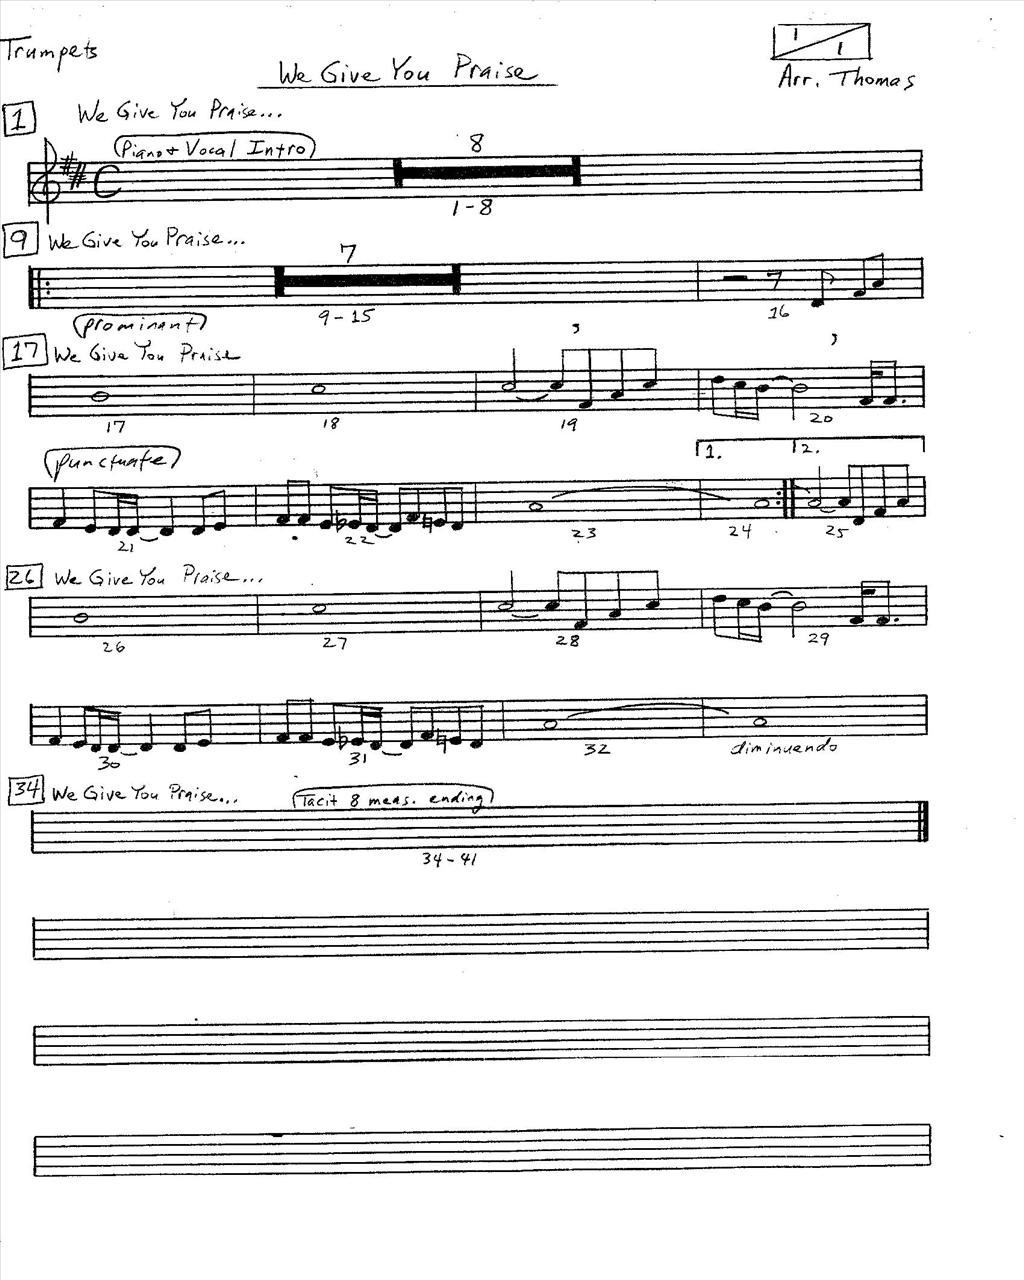 Trumpets
We Give You Praise
1 / 1
Arr. Thomas
1 We Give You Praise...
Piano + Vocal Intro
8
1-8
9 We Give You Praise...
7
9-15
16
prominant
17 We Give You Praise
17 18 19 20
punctuate
1. 2.
21 22 23 24 25
26 We Give You Praise...
26 27 28 29
30 31 32 diminuendo
34 We Give You Praise... Tacit 8 meas. ending
34-41